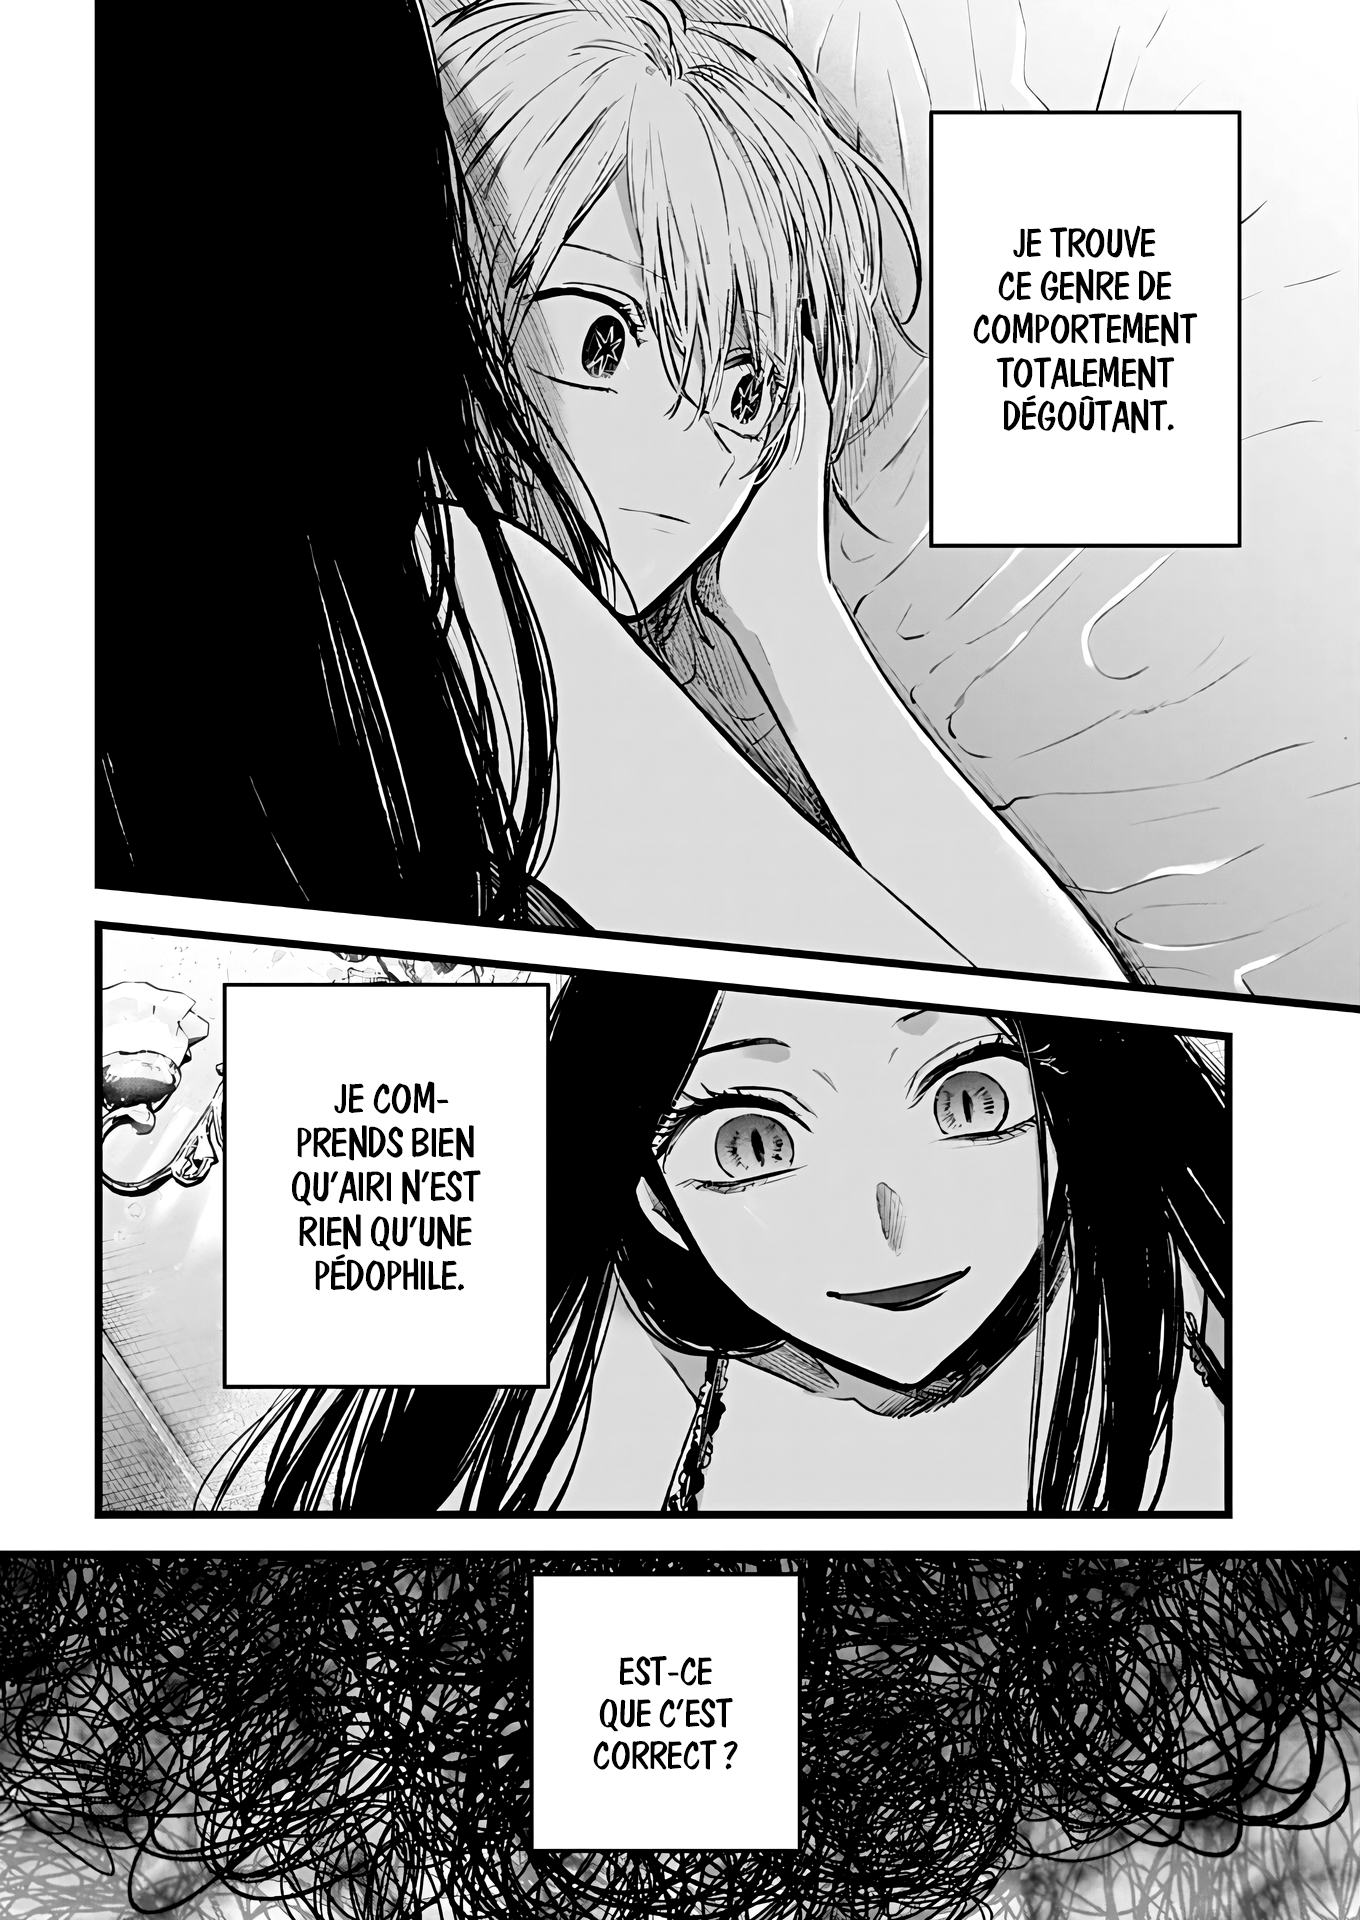 JE TROUVE
CE GENRE DE
COMPORTEMENT
TOTALEMENT
DÉGOÛTANT.
JE COM-
PRENDS BIEN
QU'AIRI N'EST
RIEN QU'UNE
PÉDOPHILE.
EST-CE
QUE C'EST
CORRECT ?